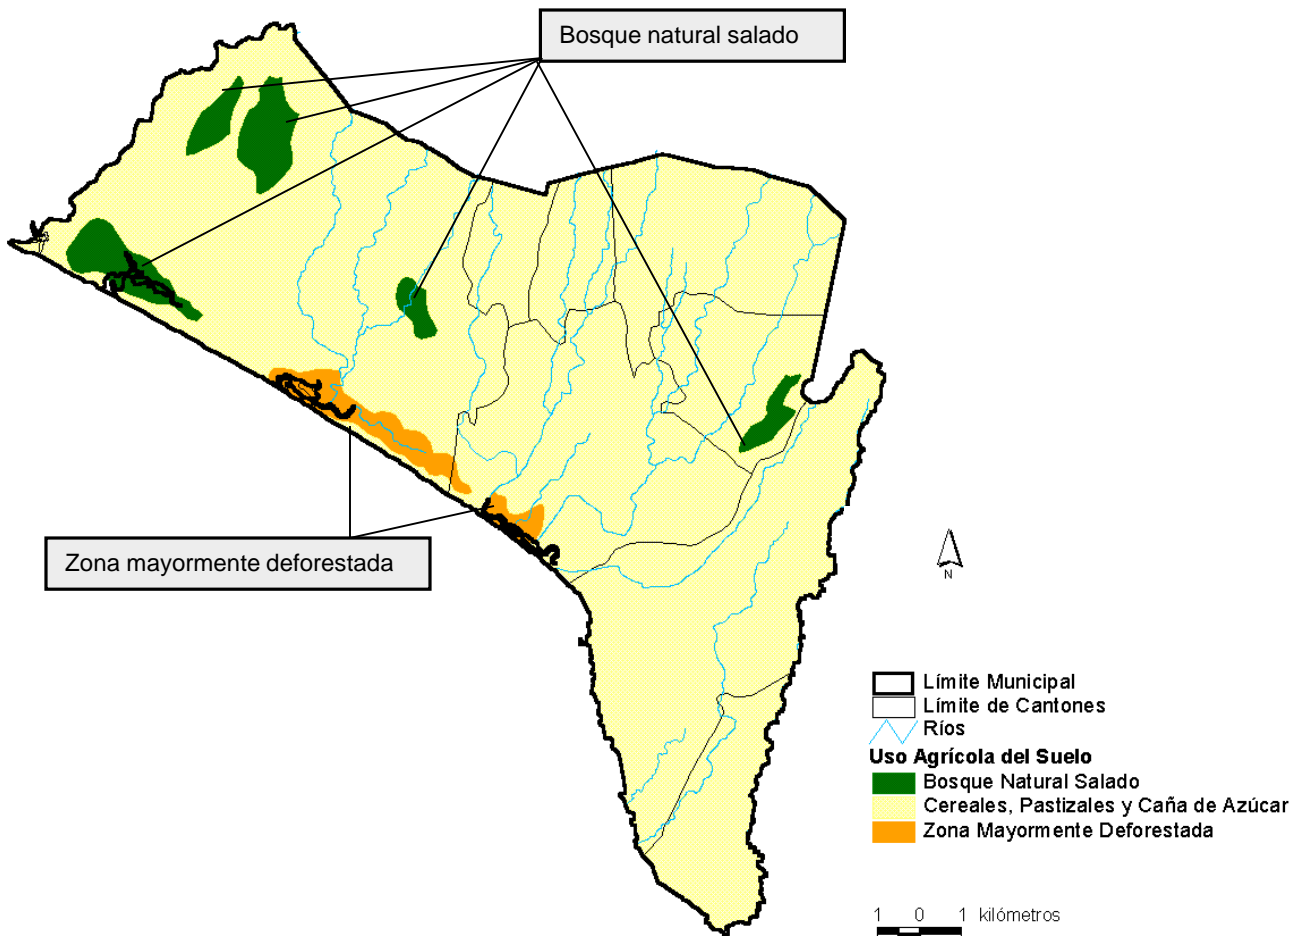 Bosque natural salado
Zona mayormente deforestada
N
Límite Municipal
Límite de Cantones
Ríos
Uso Agrícola del Suelo
Bosque Natural Salado
Cereales, Pastizales y Caña de Azúcar
Zona Mayormente Deforestada
1 0 1 kilómetros